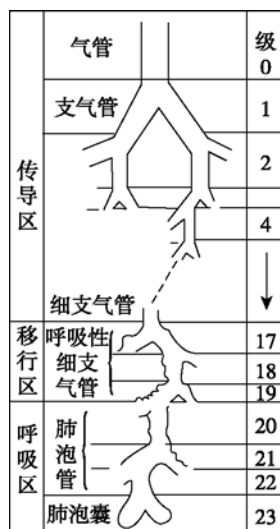 气管
级
0
支气管
1
2
传导区
4
细支气管
移行区
呼吸性
细支
气管
17
18
19
呼吸区
肺泡管
20
21
22
肺泡囊
23